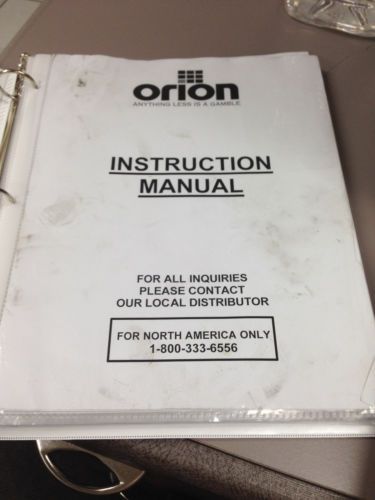 orion
ANYTHING LESS IS A GAMBLE
INSTRUCTION
MANUAL
FOR ALL INQUIRIES
PLEASE CONTACT
OUR LOCAL DISTRIBUTOR
FOR NORTH AMERICA ONLY
1-800-333-6556